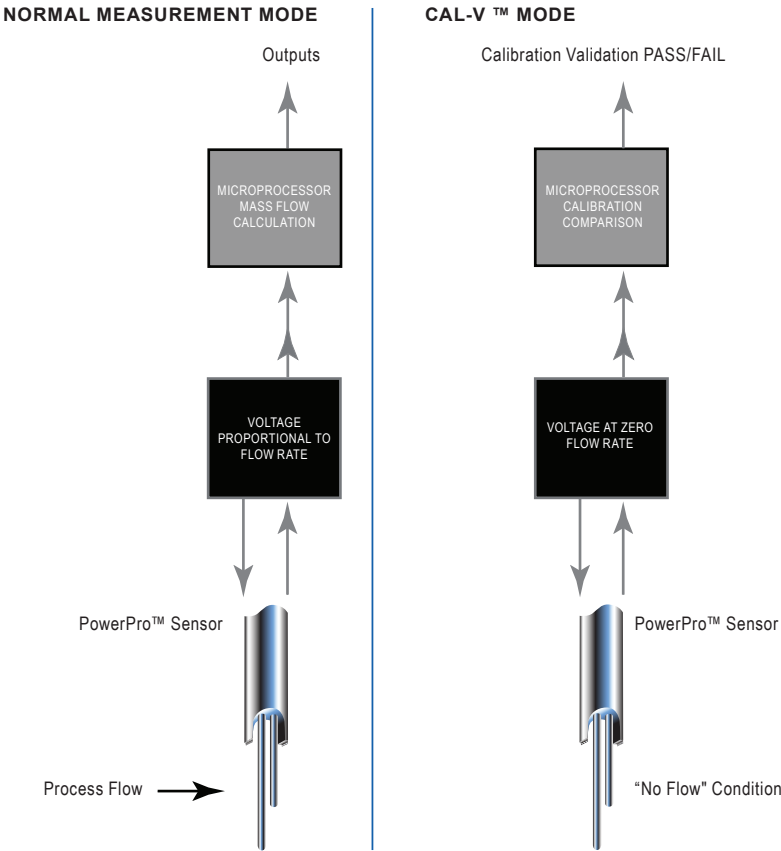 NORMAL MEASUREMENT MODE
Outputs
MICROPROCESSOR
MASS FLOW
CALCULATION
VOLTAGE
PROPORTIONAL TO
FLOW RATE
PowerPro™ Sensor
Process Flow
CAL-V ™ MODE
Calibration Validation PASS/FAIL
MICROPROCESSOR
CALIBRATION
COMPARISON
VOLTAGE AT ZERO
FLOW RATE
PowerPro™ Sensor
“No Flow" Condition